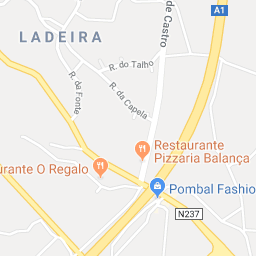 de Castro
A1
LADEIRA
R. do Talho
R. da Fonte
R. da Capela
Restaurante
Pizzaria Balança
urante O Regalo
Pombal Fashio
N237